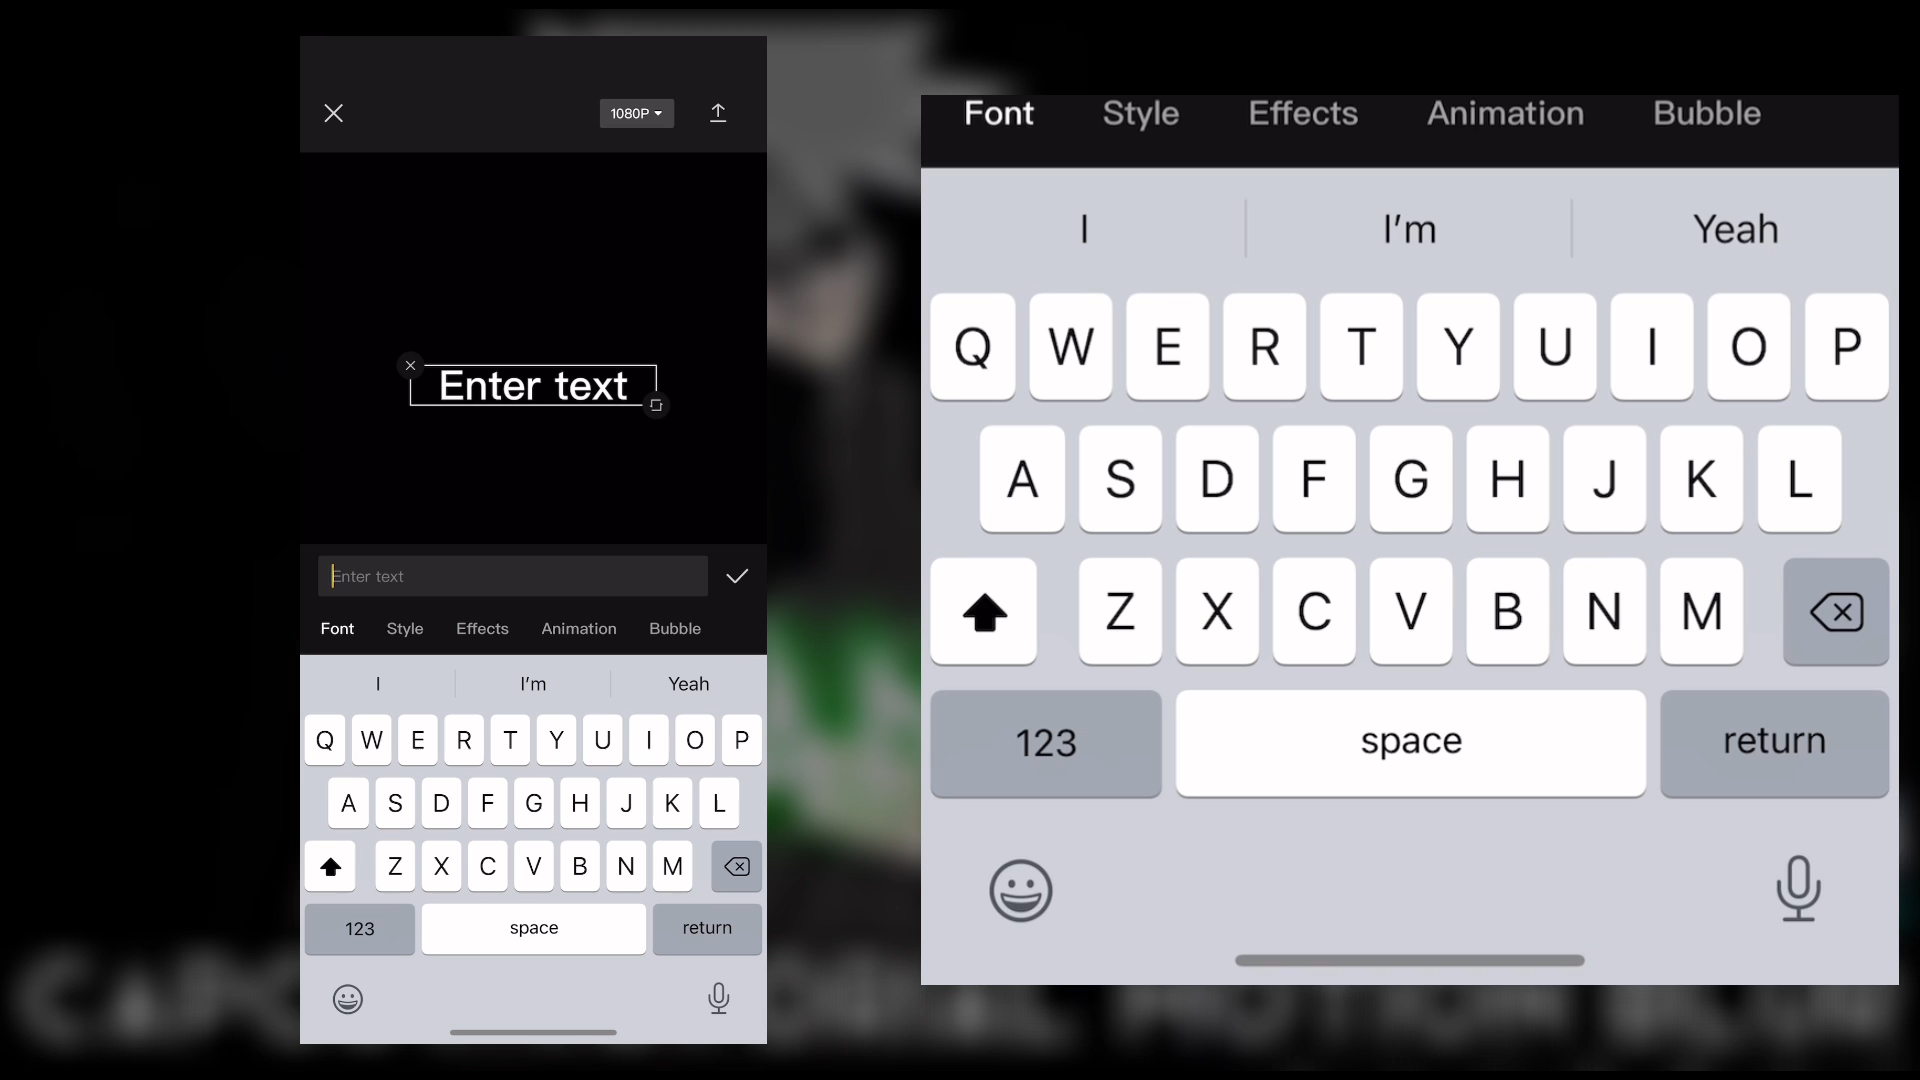 1080P
Enter text
Enter text
Font Style Effects Animation Bubble
I I'm Yeah
Q W E R T Y U I O P
A S D F G H J K L
Z X C V B N M
123 space return
Font Style Effects Animation Bubble
I I'm Yeah
Q W E R T Y U I O P
A S D F G H J K L
Z X C V B N M
123 space return